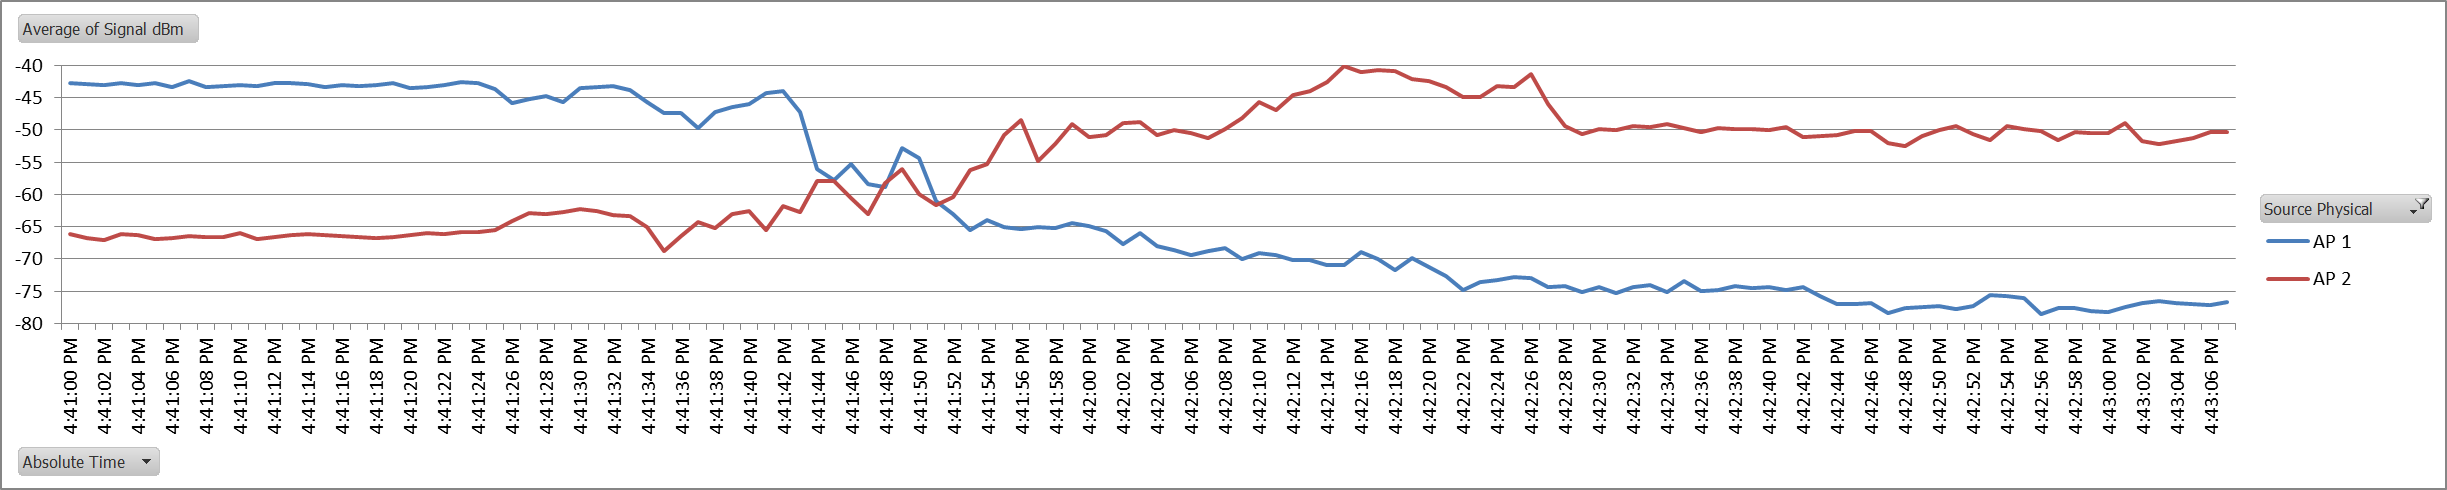 Average of Signal dBm
-40
-45
-50
-55
-60
-65
-70
-75
-80
4:41:00 PM
4:41:02 PM
4:41:04 PM
4:41:06 PM
4:41:08 PM
4:41:10 PM
4:41:12 PM
4:41:14 PM
4:41:16 PM
4:41:18 PM
4:41:20 PM
4:41:22 PM
4:41:24 PM
4:41:26 PM
4:41:28 PM
4:41:30 PM
4:41:32 PM
4:41:34 PM
4:41:36 PM
4:41:38 PM
4:41:40 PM
4:41:42 PM
4:41:44 PM
4:41:46 PM
4:41:48 PM
4:41:50 PM
4:41:52 PM
4:41:54 PM
4:41:56 PM
4:41:58 PM
4:42:00 PM
4:42:02 PM
4:42:04 PM
4:42:06 PM
4:42:08 PM
4:42:10 PM
4:42:12 PM
4:42:14 PM
4:42:16 PM
4:42:18 PM
4:42:20 PM
4:42:22 PM
4:42:24 PM
4:42:26 PM
4:42:28 PM
4:42:30 PM
4:42:32 PM
4:42:34 PM
4:42:36 PM
4:42:38 PM
4:42:40 PM
4:42:42 PM
4:42:44 PM
4:42:46 PM
4:42:48 PM
4:42:50 PM
4:42:52 PM
4:42:54 PM
4:42:56 PM
4:42:58 PM
4:43:00 PM
4:43:02 PM
4:43:04 PM
4:43:06 PM
Source Physical
AP 1
AP 2
Absolute Time